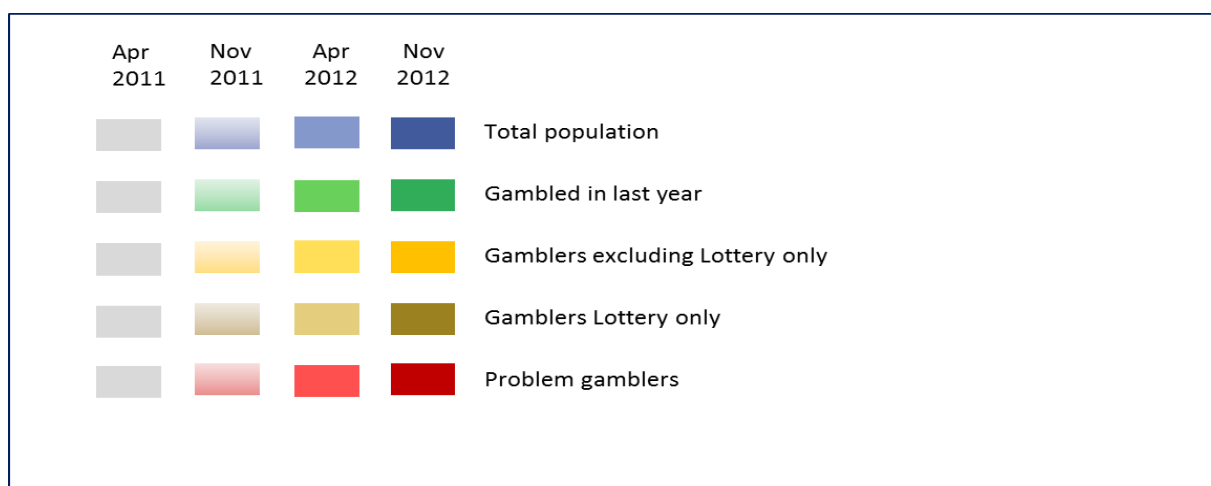 Apr Nov Apr Nov
2011 2011 2012 2012
Total population
Gambled in last year
Gamblers excluding Lottery only
Gamblers Lottery only
Problem gamblers